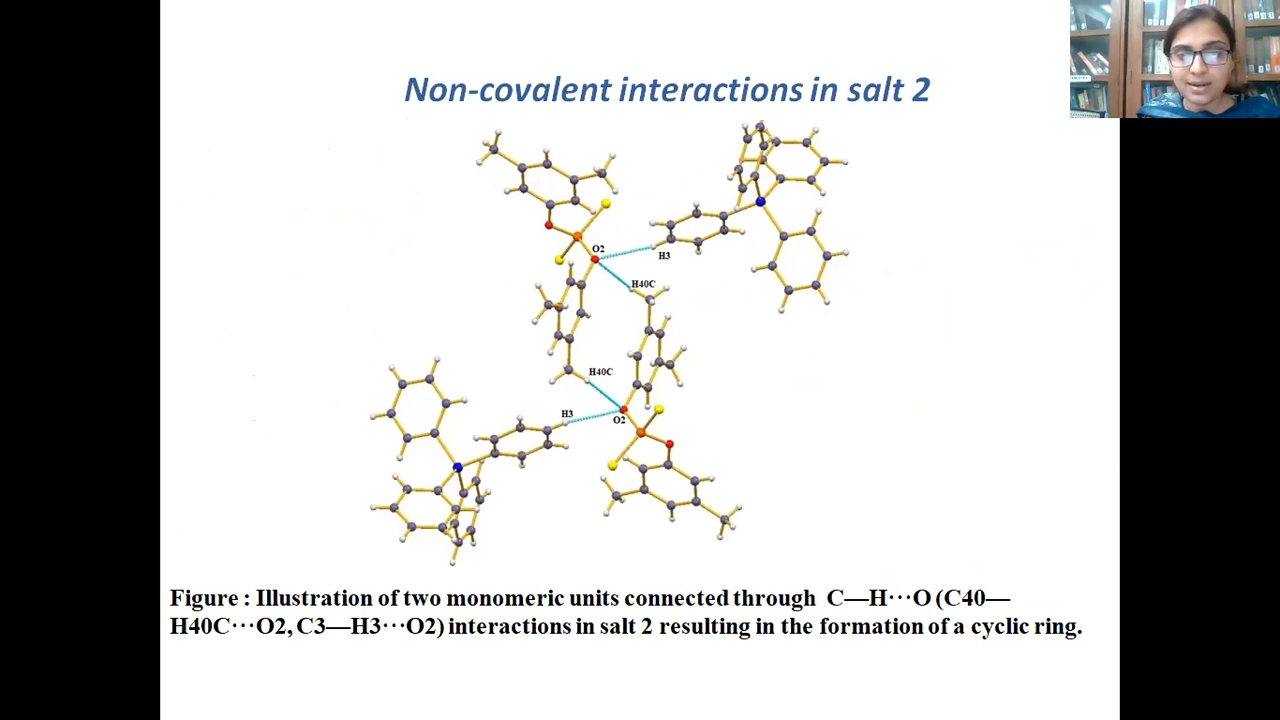 Non-covalent interactions in salt 2
O2
H3
H40C
H40C
H3
O2
Figure : Illustration of two monomeric units connected through C—H···O (C40—
H40C···O2, C3—H3···O2) interactions in salt 2 resulting in the formation of a cyclic ring.